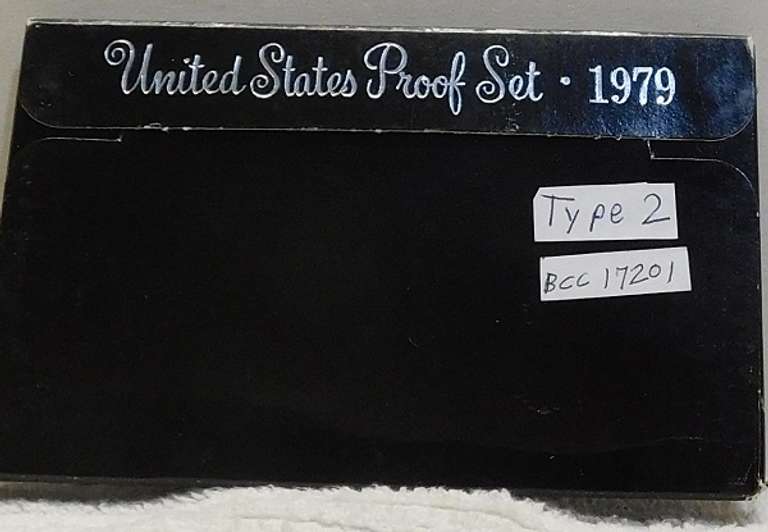 United States Proof Set · 1979
Type 2
BCC 17201